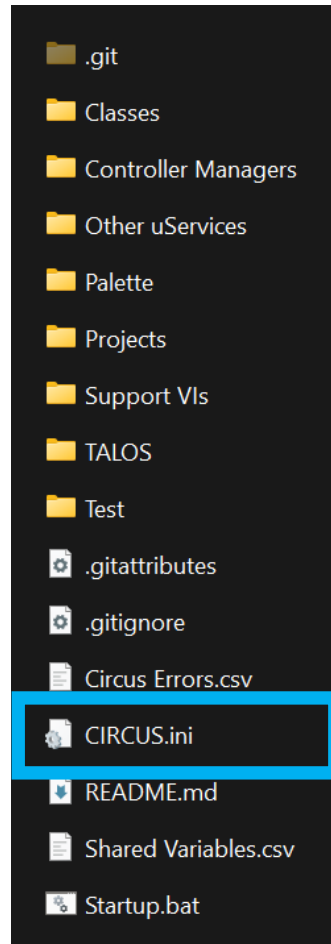 .git
Classes
Controller Managers
Other uServices
Palette
Projects
Support VIs
TALOS
Test
.gitattributes
.gitignore
Circus Errors.csv
CIRCUS.ini
README.md
Shared Variables.csv
Startup.bat